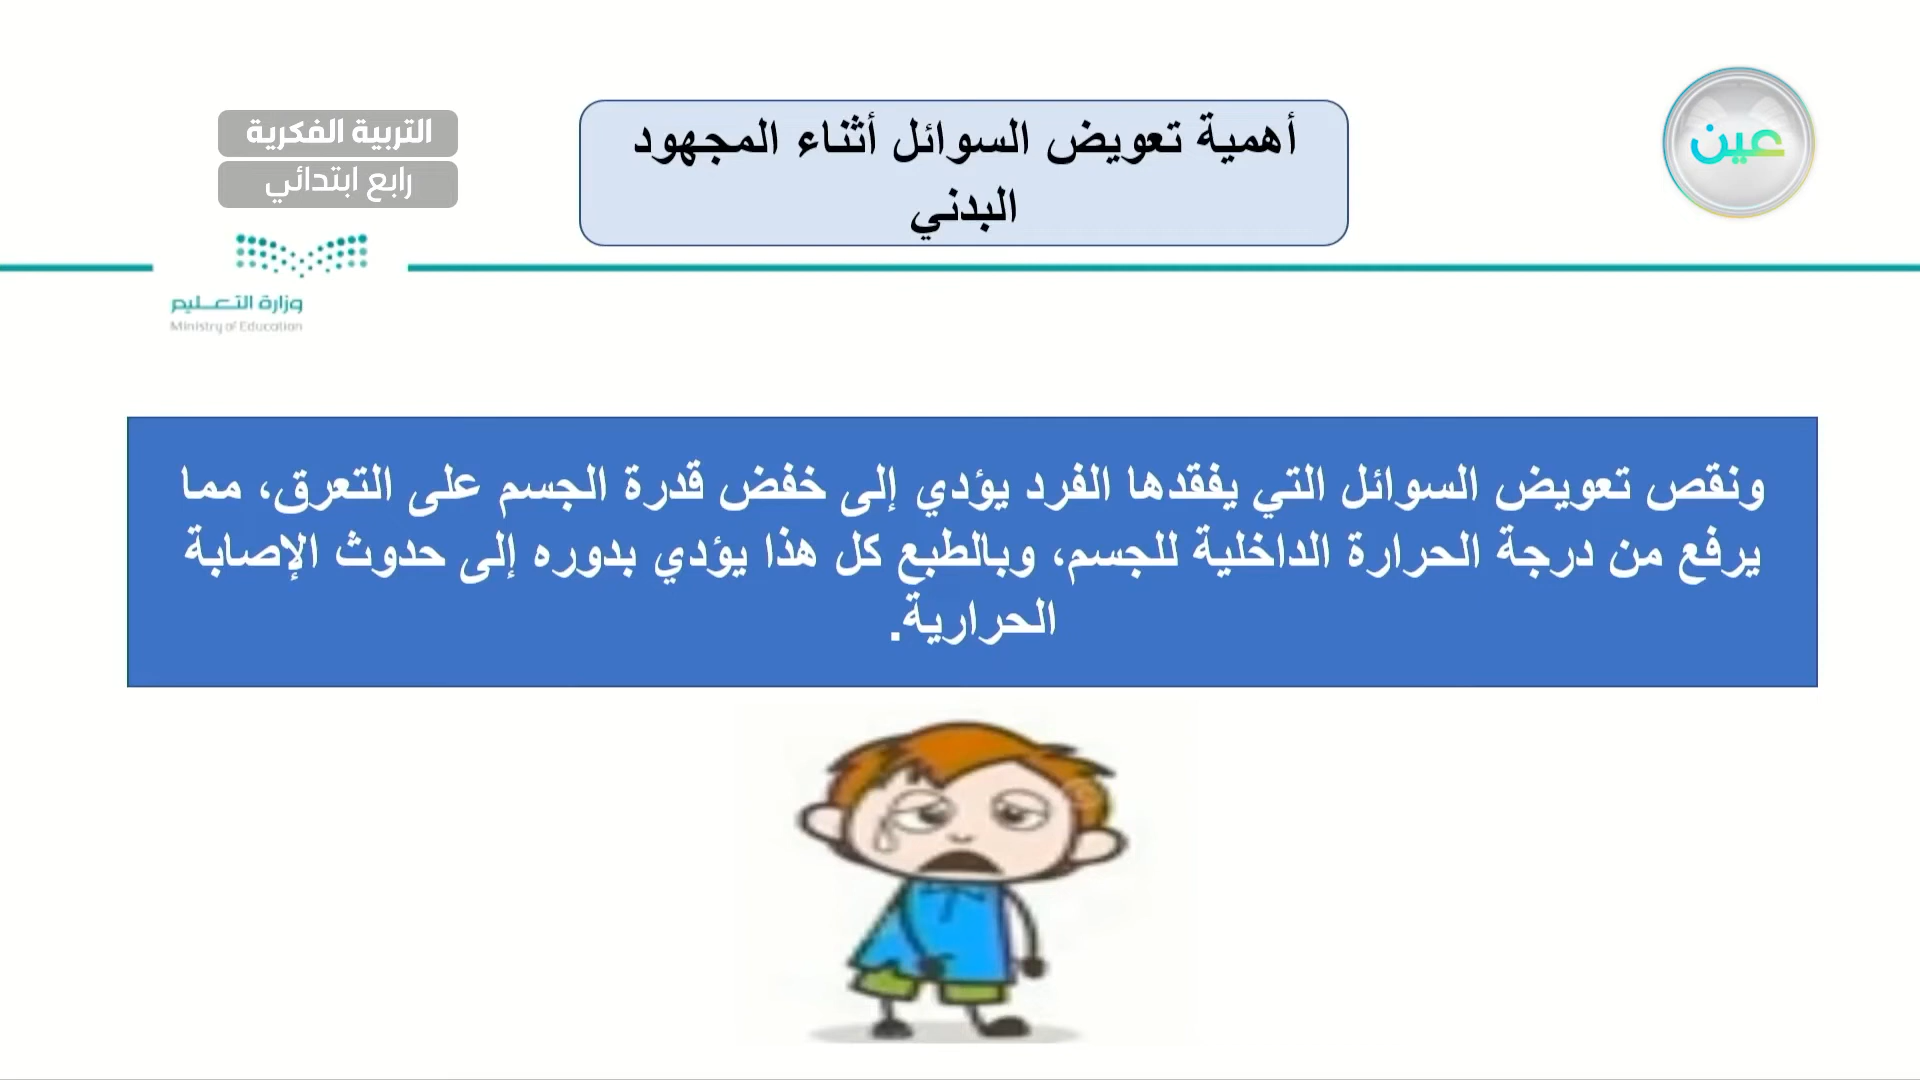 عين
أهمية تعويض السوائل أثناء المجهود
البدني
التربية الفكرية
رابع ابتدائي
وزارة التعـليم
Ministry of Education
ونقص تعويض السوائل التي يفقدها الفرد يؤدي إلى خفض قدرة الجسم على التعرق، مما
يرفع من درجة الحرارة الداخلية للجسم، وبالطبع كل هذا يؤدي بدوره إلى حدوث الإصابة
الحرارية.